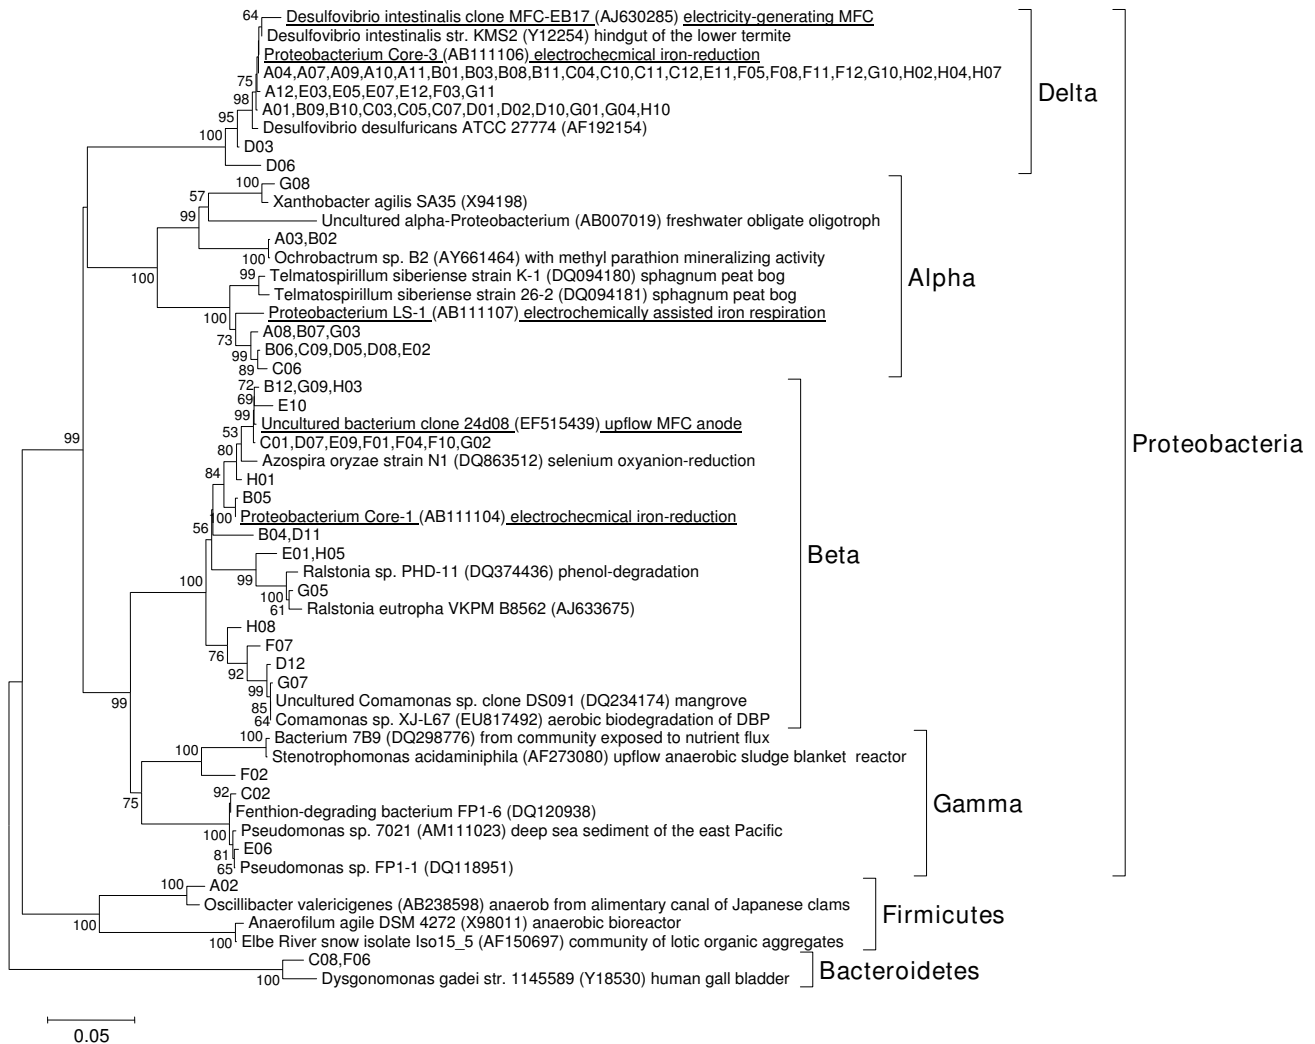 64 Desulfovibrio intestinalis clone MFC-EB17 (AJ630285) electricity-generating MFC
Desulfovibrio intestinalis str. KMS2 (Y12254) hindgut of the lower termite
Proteobacterium Core-3 (AB111106) electrochecmical iron-reduction
A04,A07,A09,A10,A11,B01,B03,B08,B11,C04,C10,C11,C12,E11,F05,F08,F11,F12,G10,H02,H04,H07
75
Delta
A12,E03,E05,E07,E12,F03,G11
98
A01,B09,B10,C03,C05,C07,D01,D02,D10,G01,G04,H10
95
Desulfovibrio desulfuricans ATCC 27774 (AF192154)
100
D03
D06
100 G08
57
Xanthobacter agilis SA35 (X94198)
99
Uncultured alpha-Proteobacterium (AB007019) freshwater obligate oligotroph
A03,B02
100 Ochrobactrum sp. B2 (AY661464) with methyl parathion mineralizing activity
100
99 Telmatospirillum siberiense strain K-1 (DQ094180) sphagnum peat bog
Alpha
Telmatospirillum siberiense strain 26-2 (DQ094181) sphagnum peat bog
100
Proteobacterium LS-1 (AB111107) electrochemically assisted iron respiration
A08,B07,G03
73
B06,C09,D05,D08,E02
99
89 C06
72 B12,G09,H03
69
E10
99
Uncultured bacterium clone 24d08 (EF515439) upflow MFC anode
53
99
C01,D07,E09,F01,F04,F10,G02
Proteobacteria
80
Azospira oryzae strain N1 (DQ863512) selenium oxyanion-reduction
84
H01
B05
100 Proteobacterium Core-1 (AB111104) electrochecmical iron-reduction
56
B04,D11
E01,H05
Beta
99
Ralstonia sp. PHD-11 (DQ374436) phenol-degradation
100
100 G05
61 Ralstonia eutropha VKPM B8562 (AJ633675)
H08
F07
76
D12
92
G07
99
99
Uncultured Comamonas sp. clone DS091 (DQ234174) mangrove
85
64 Comamonas sp. XJ-L67 (EU817492) aerobic biodegradation of DBP
100 Bacterium 7B9 (DQ298776) from community exposed to nutrient flux
100
Stenotrophomonas acidaminiphila (AF273080) upflow anaerobic sludge blanket reactor
F02
75
92 C02
Gamma
Fenthion-degrading bacterium FP1-6 (DQ120938)
100
Pseudomonas sp. 7021 (AM111023) deep sea sediment of the east Pacific
E06
81
65 Pseudomonas sp. FP1-1 (DQ118951)
100 A02
Oscillibacter valericigenes (AB238598) anaerob from alimentary canal of Japanese clams
Firmicutes
100
Anaerofilum agile DSM 4272 (X98011) anaerobic bioreactor
100 Elbe River snow isolate Iso15_5 (AF150697) community of lotic organic aggregates
C08,F06
Bacteroidetes
100 Dysgonomonas gadei str. 1145589 (Y18530) human gall bladder
0.05